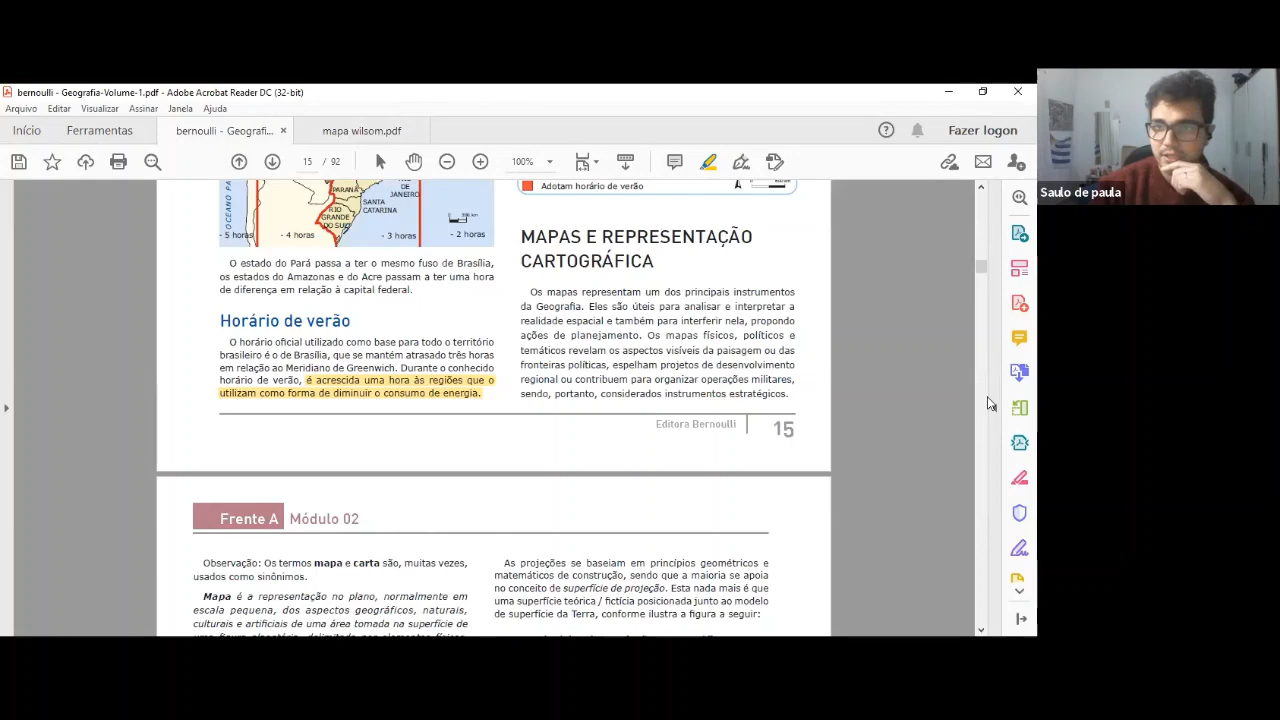 bernoulli - Geografia-Volume-1.pdf - Adobe Acrobat Reader DC (32-bit)
Arquivo Editar Visualizar Assinar Janela Ajuda
Início Ferramentas bernoulli - Geografi... × mapa wilsom.pdf Fazer logon
15 / 92 100%
OCEANO PA
PARANÁ
RIO GRANDE DO SUL
SANTA CATARINA
DE JANEIRO
- 5 horas - 4 horas - 3 horas - 2 horas
O estado do Pará passa a ter o mesmo fuso de Brasília,
os estados do Amazonas e do Acre passam a ter uma hora
de diferença em relação à capital federal.
Horário de verão
O horário oficial utilizado como base para todo o território
brasileiro é o de Brasília, que se mantém atrasado três horas
em relação ao Meridiano de Greenwich. Durante o conhecido
horário de verão, é acrescida uma hora às regiões que o
utilizam como forma de diminuir o consumo de energia.
Adotam horário de verão
MAPAS E REPRESENTAÇÃO
CARTOGRÁFICA
Os mapas representam um dos principais instrumentos
da Geografia. Eles são úteis para analisar e interpretar a
realidade espacial e também para interferir nela, propondo
ações de planejamento. Os mapas físicos, políticos e
temáticos revelam os aspectos visíveis da paisagem ou das
fronteiras políticas, espelham projetos de desenvolvimento
regional ou contribuem para organizar operações militares,
sendo, portanto, considerados instrumentos estratégicos.
Editora Bernoulli 15
Frente A Módulo 02
Observação: Os termos mapa e carta são, muitas vezes,
usados como sinônimos.
Mapa é a representação no plano, normalmente em
escala pequena, dos aspectos geográficos, naturais,
culturais e artificiais de uma área tomada na superfície de
As projeções se baseiam em princípios geométricos e
matemáticos de construção, sendo que a maioria se apoia
no conceito de superfície de projeção. Esta nada mais é que
uma superfície teórica / fictícia posicionada junto ao modelo
de superfície da Terra, conforme ilustra a figura a seguir:
Saulo de paula